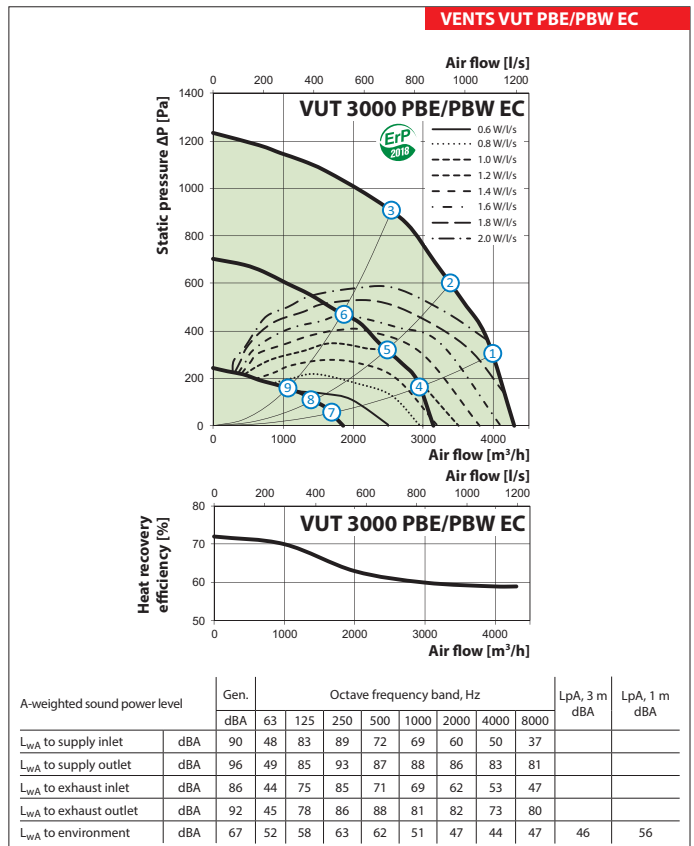 VENTS VUT PBE/PBW EC
Air flow [l/s]
0 200 400 600 800 1000 1200
Static pressure ΔP [Pa]
1400
1200
1000
800
600
400
200
0
VUT 3000 PBE/PBW EC
ErP
2018
0.6 W/l/s
0.8 W/l/s
1.0 W/l/s
1.2 W/l/s
1.4 W/l/s
1.6 W/l/s
1.8 W/l/s
2.0 W/l/s
3
2
1
6
5
4
9
8
7
0 1000 2000 3000 4000
Air flow [m³/h]
Air flow [l/s]
0 200 400 600 800 1000 1200
Heat recovery
efficiency [%]
80
70
60
50
VUT 3000 PBE/PBW EC
0 1000 2000 3000 4000
Air flow [m³/h]
A-weighted sound power level Gen. Octave frequency band, Hz LpA, 3 m dBA LpA, 1 m dBA
dBA 63 125 250 500 1000 2000 4000 8000
LwA to supply inlet dBA 90 48 83 89 72 69 60 50 37
LwA to supply outlet dBA 96 49 85 93 87 88 86 83 81
LwA to exhaust inlet dBA 86 44 75 85 71 69 62 53 47
LwA to exhaust outlet dBA 92 45 78 86 88 81 82 73 80
LwA to environment dBA 67 52 58 63 62 51 47 44 47 46 56